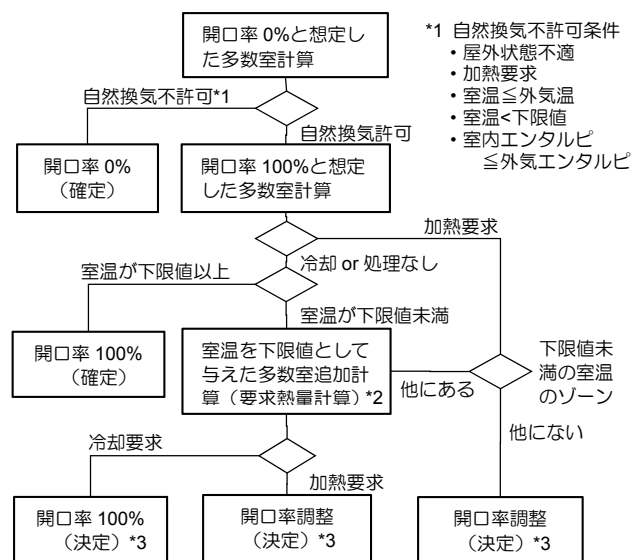 開口率 0%と想定し
た多数室計算
*1 自然換気不許可条件
・屋外状態不適
・加熱要求
・室温≦外気温
・室温<下限値
・室内エンタルピ
≦外気エンタルピ
自然換気不許可*1
自然換気許可
開口率 0%
（確定）
開口率 100%と想定
した多数室計算
加熱要求
冷却 or 処理なし
室温が下限値以上
室温が下限値未満
開口率 100%
（確定）
室温を下限値として
与えた多数室追加計
算（要求熱量計算）*2
下限値未
満の室温
のゾーン
他にある
他にない
冷却要求
加熱要求
開口率 100%
（決定）*3
開口率調整
（決定）*3
開口率調整
（決定）*3